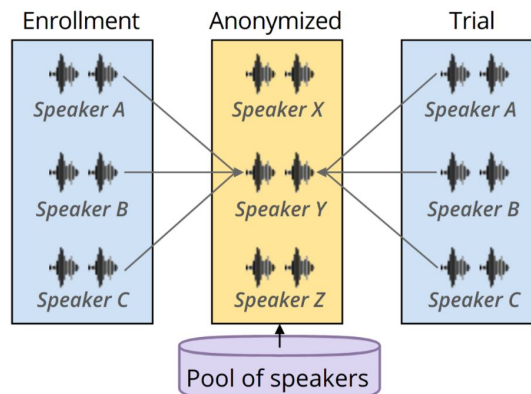 Enrollment
Anonymized
Trial
Speaker A
Speaker X
Speaker A
Speaker B
Speaker Y
Speaker B
Speaker C
Speaker Z
Speaker C
Pool of speakers